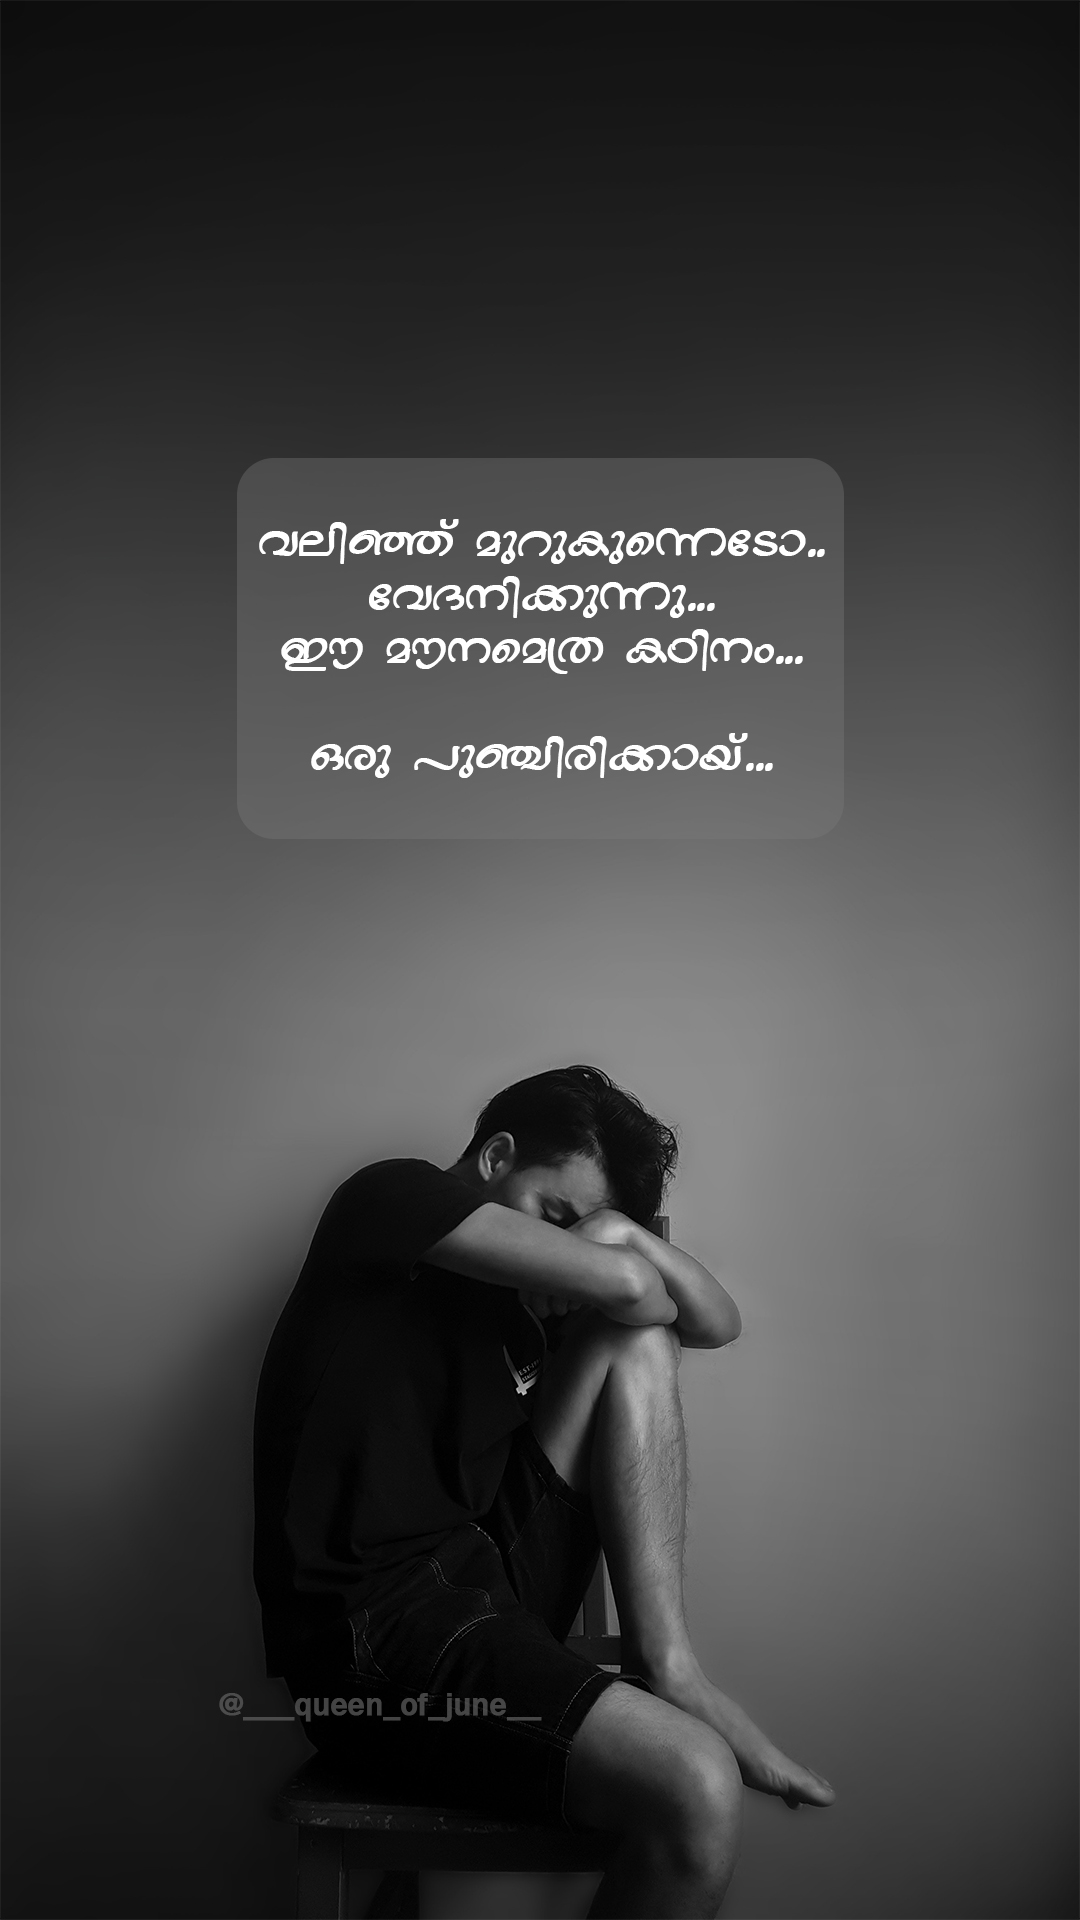 വലിഞ്ഞ് മുറുകുന്നെടോ..
വേദനിക്കുന്നു...
ഈ മൗനമെത്ര കഠിനം...
ഒരു പുഞ്ചിരിക്കായ്...
@___queen_of_june__